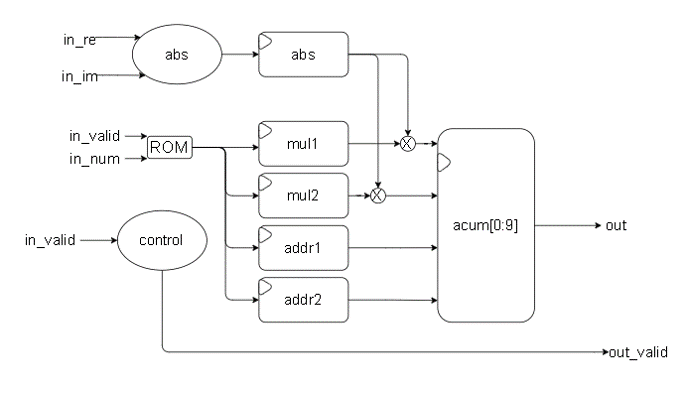 in_re
abs
abs
in_im
in_valid
ROM
mul1
X
in_num
mul2
X
acum[0:9]
out
in_valid
control
addr1
addr2
out_valid